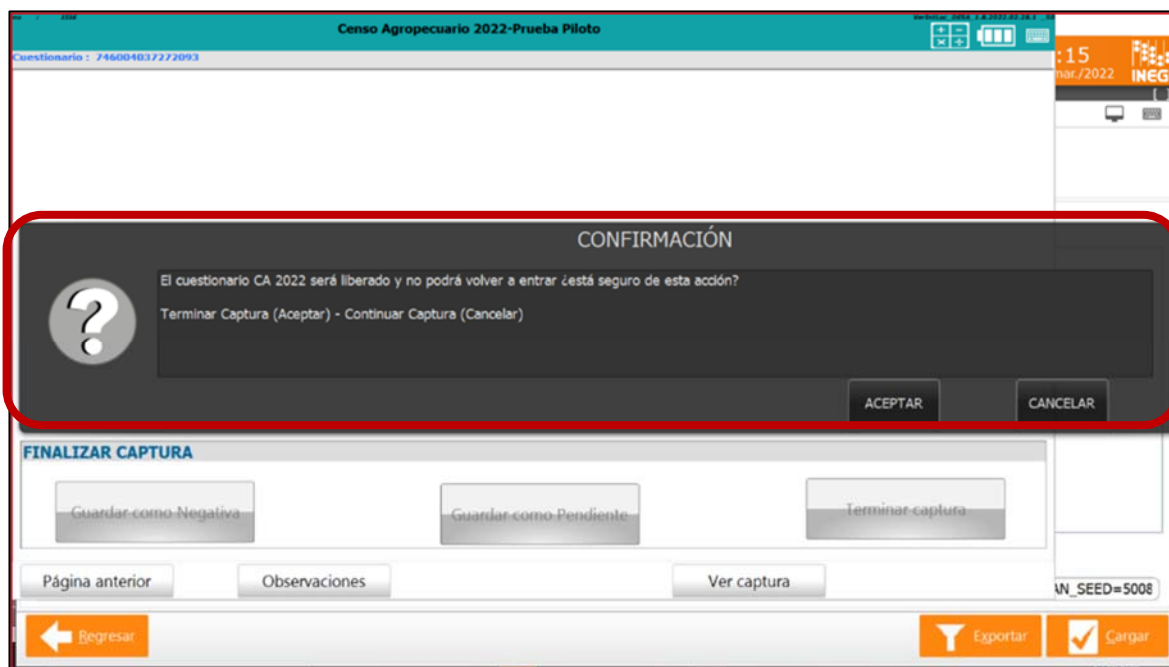 1558
Censo Agropecuario 2022-Prueba Piloto
Cuestionario : 746004037272093
:15
mar./2022
INEG
CONFIRMACIÓN
El cuestionario CA 2022 será liberado y no podrá volver a entrar ¿está seguro de esta acción?
Terminar Captura (Aceptar) - Continuar Captura (Cancelar)
ACEPTAR
CANCELAR
FINALIZAR CAPTURA
Guardar como Negativa
Guardar como Pendiente
Terminar captura
Página anterior
Observaciones
Ver captura
AN_SEED=5008
Regresar
Exportar
Cargar